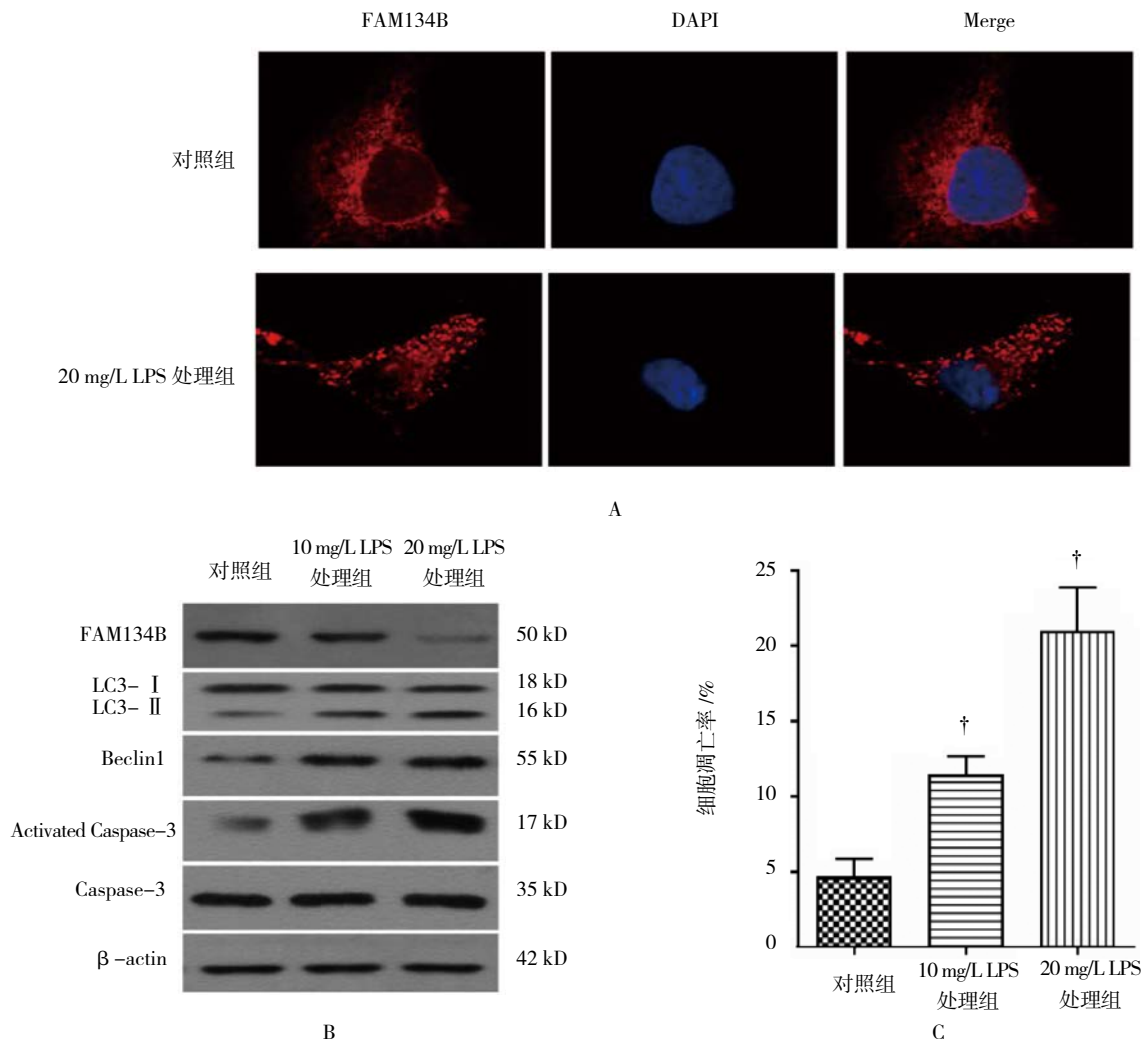 FAM134B DAPI Merge
对照组
20 mg/L LPS 处理组
A
对照组 10 mg/L LPS 处理组 20 mg/L LPS 处理组
FAM134B 50 kD
LC3- Ⅰ 18 kD
LC3- Ⅱ 16 kD
Beclin1 55 kD
Activated Caspase-3 17 kD
Caspase-3 35 kD
β-actin 42 kD
B
细胞凋亡率 /%
25
20
15
10
5
0
†
†
对照组 10 mg/L LPS 处理组 20 mg/L LPS 处理组
C